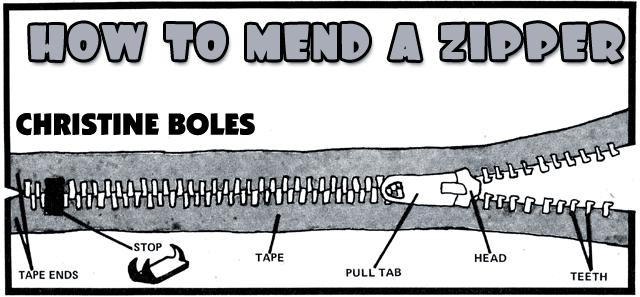 HOW TO MEND A ZIPPER
CHRISTINE BOLES
STOP
TAPE ENDS
TAPE
PULL TAB
HEAD
TEETH